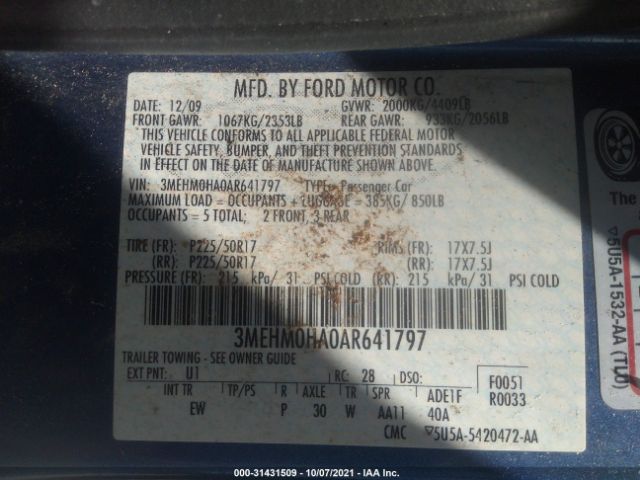 MFD. BY FORD MOTOR CO.
DATE: 12/09 GVWR: 2000KG/4409LB
FRONT GAWR: 1067KG/2353LB REAR GAWR: 933KG/2056LB
THIS VEHICLE CONFORMS TO ALL APPLICABLE FEDERAL MOTOR
VEHICLE SAFETY, BUMPER, AND THEFT PREVENTION STANDARDS
IN EFFECT ON THE DATE OF MANUFACTURE SHOWN ABOVE.
VIN: 3MEHM0HA0AR641797 TYPE: Passenger Car
MAXIMUM LOAD = OCCUPANTS + LUGGAGE = 385KG/ 850LB
OCCUPANTS = 5 TOTAL; 2 FRONT, 3 REAR
TIRE (FR): P225/50R17 RIMS (FR): 17X7.5J
(RR): P225/50R17 (RR): 17X7.5J
PRESSURE (FR): 215 kPa/ 31 PSI COLD (RR): 215 kPa/ 31 PSI COLD
3MEHM0HA0AR641797
TRAILER TOWING - SEE OWNER GUIDE
EXT PNT: U1 RC: 28 DSO: F0051
INT TR TP/PS R AXLE TR SPR ADE1F R0033
EW P 30 W AA11 40A
CMC ▽5U5A-5420472-AA
The
▽5U5A-1532-AA (TLO)
000-31431509 - 10/07/2021 - IAA Inc.